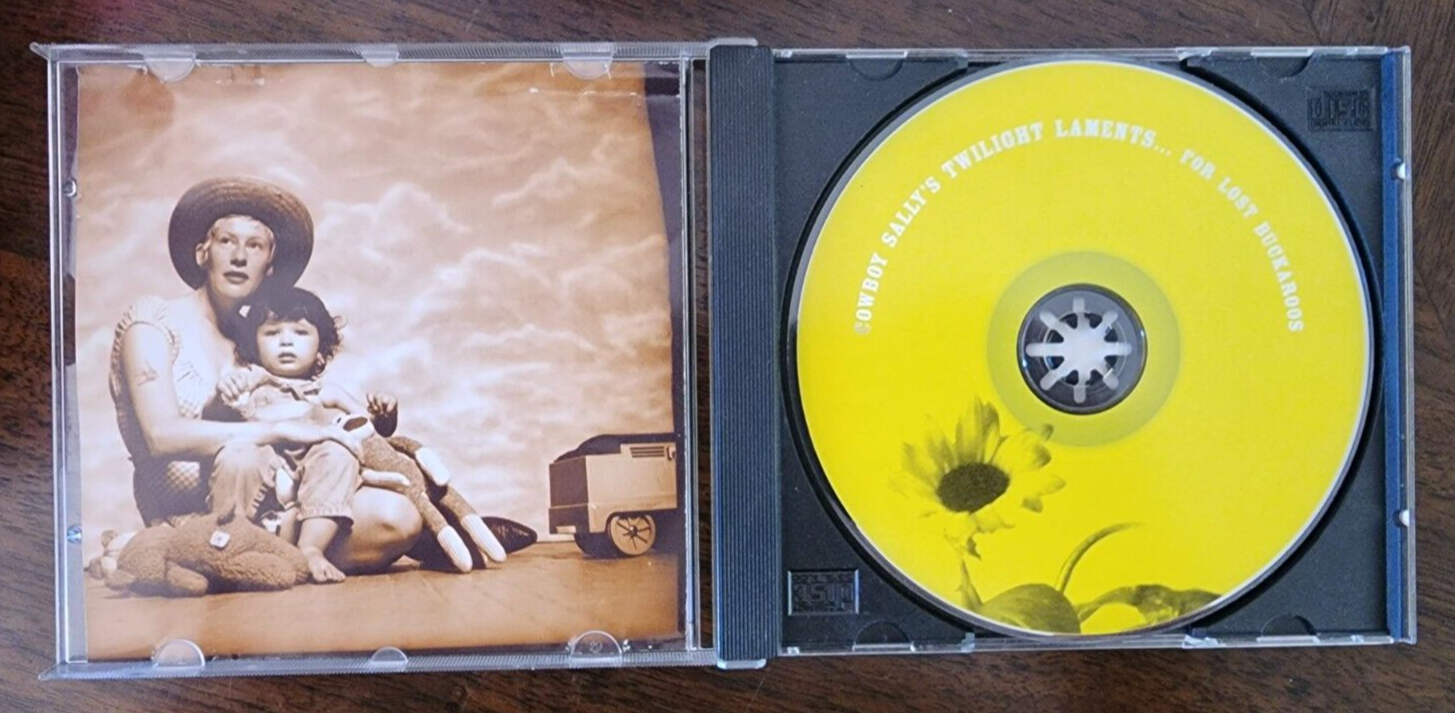 COWBOY SALLY'S TWILIGHT LAMENTS... FOR LOST BUCKAROOS